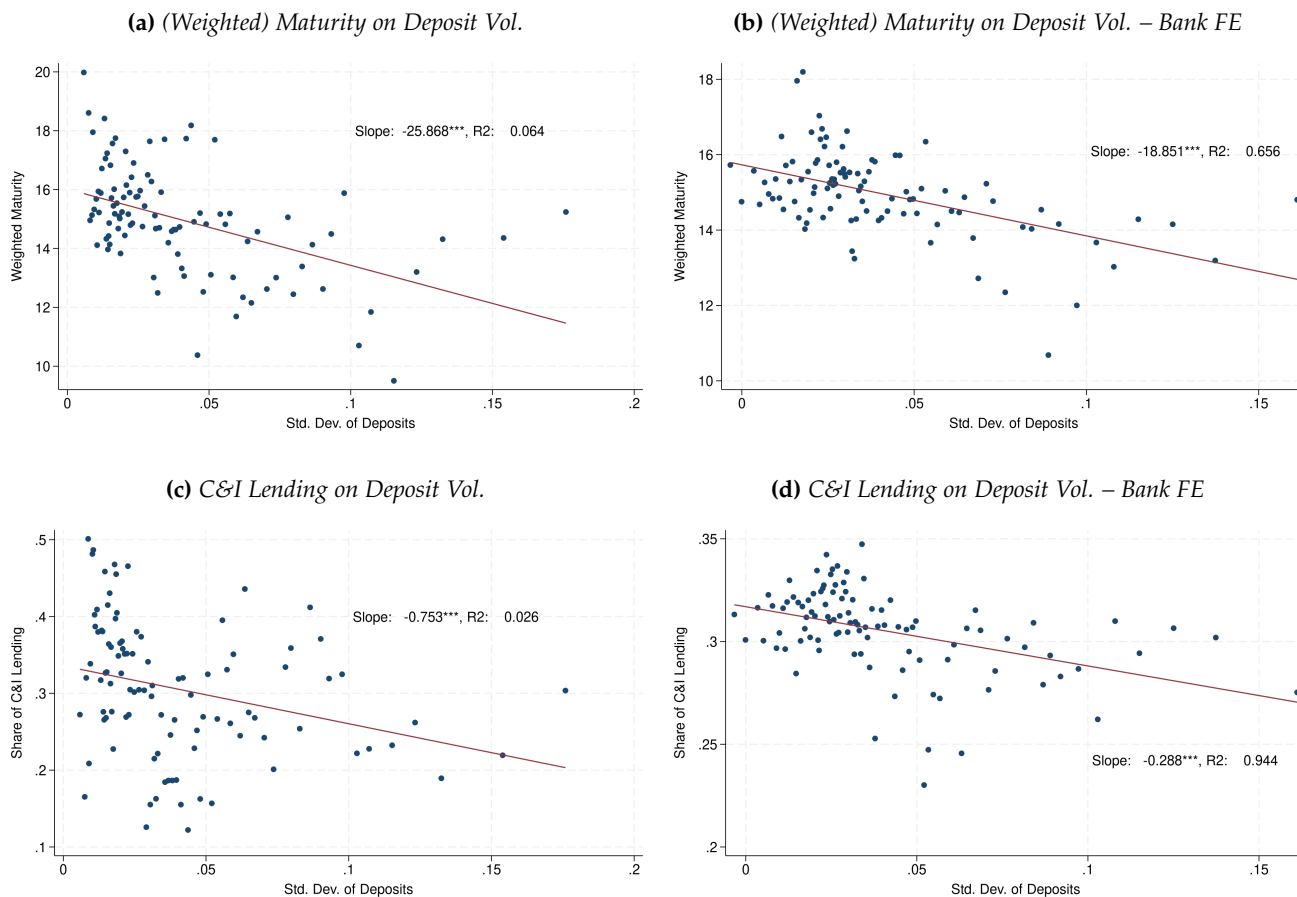 (a) (Weighted) Maturity on Deposit Vol.
(b) (Weighted) Maturity on Deposit Vol. – Bank FE
20
18
16
14
12
10
Weighted Maturity
Slope: -25.868***, R2: 0.064
0 .05 .1 .15 .2
Std. Dev. of Deposits
18
16
14
12
10
Weighted Maturity
Slope: -18.851***, R2: 0.656
0 .05 .1 .15
Std. Dev. of Deposits
(c) C&I Lending on Deposit Vol.
(d) C&I Lending on Deposit Vol. – Bank FE
.5
.4
.3
.2
.1
Share of C&I Lending
Slope: -0.753***, R2: 0.026
0 .05 .1 .15 .2
Std. Dev. of Deposits
.35
.3
.25
.2
Share of C&I Lending
Slope: -0.288***, R2: 0.944
0 .05 .1 .15
Std. Dev. of Deposits